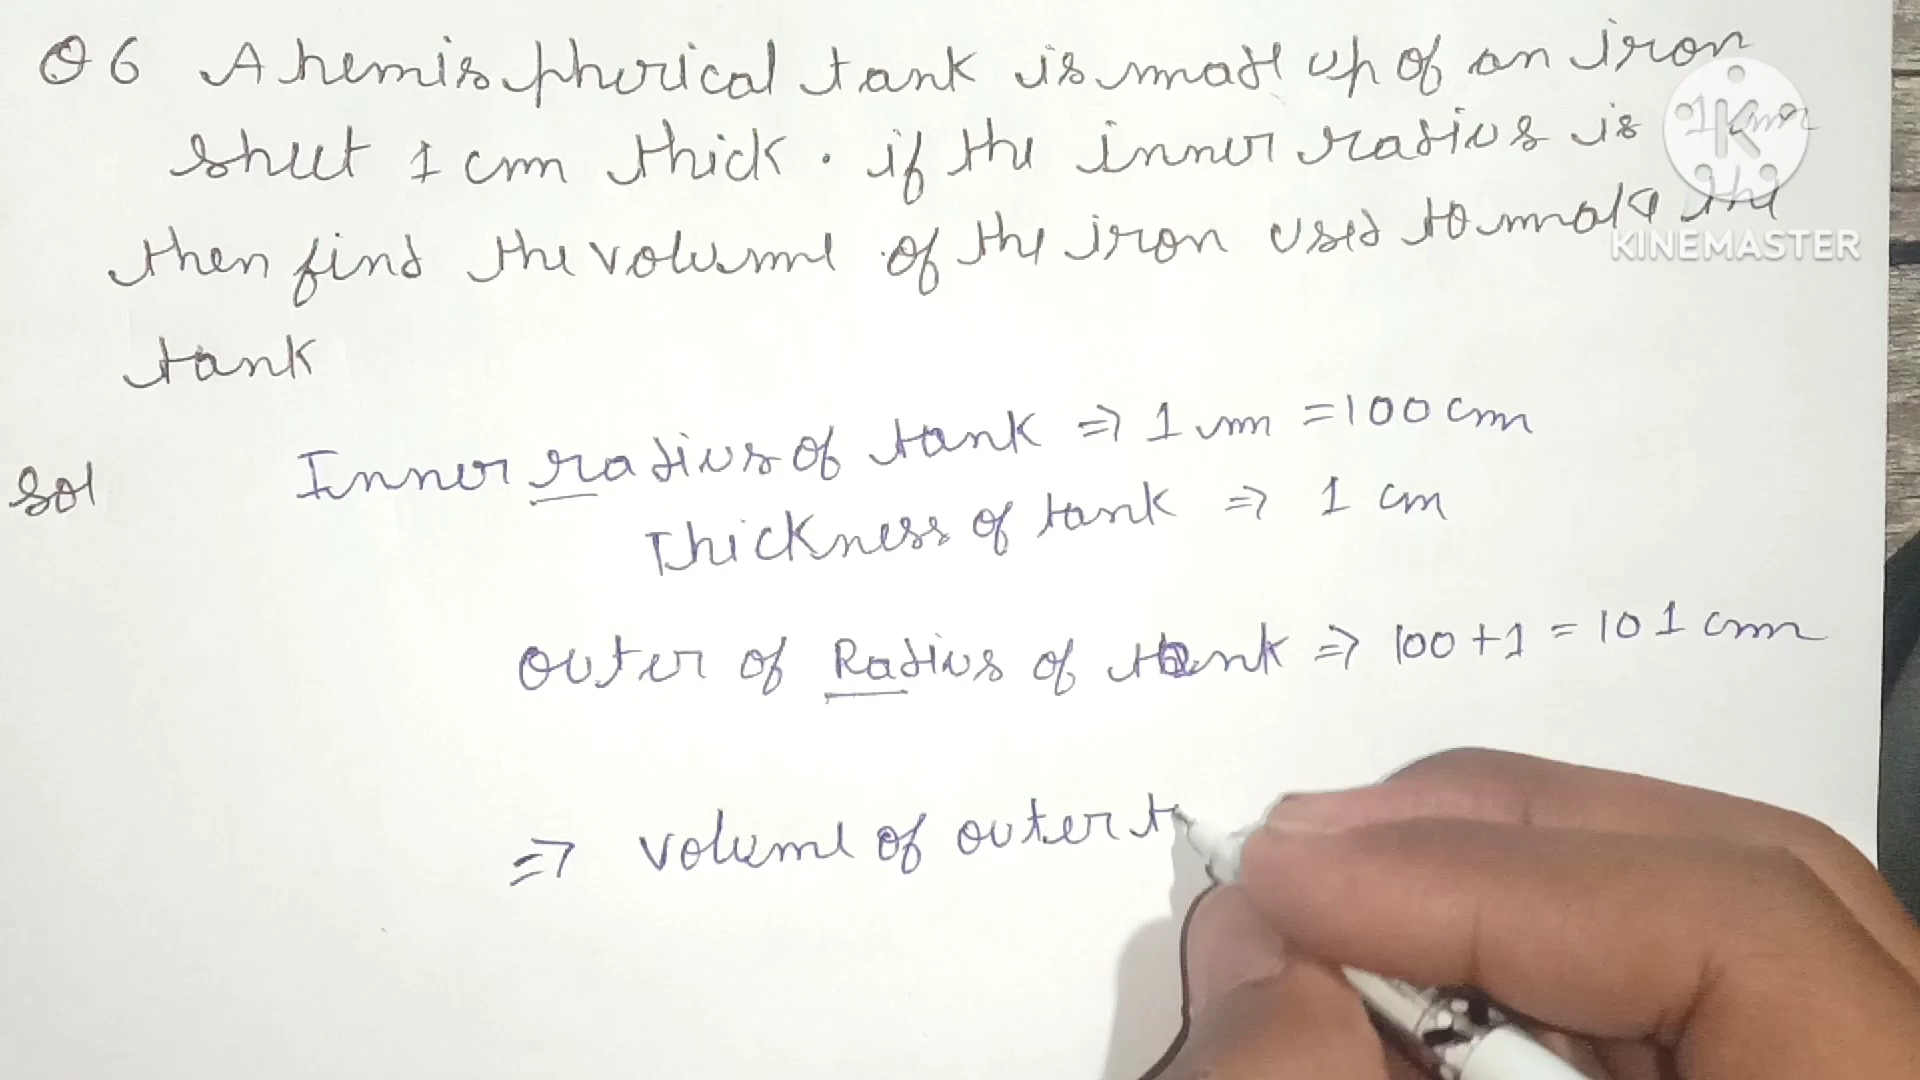 Q 6 A hemispherical tank is made up of an iron
sheet 1 cm thick . if the inner radius is 1 m
then find the volume of the iron used to make the
KINEMASTER
tank
Sol Inner radius of tank ⇒ 1 m = 100 cm
Thickness of tank ⇒ 1 cm
outer of Radius of tank ⇒ 100 + 1 = 101 cm
⇒ volume of outer t